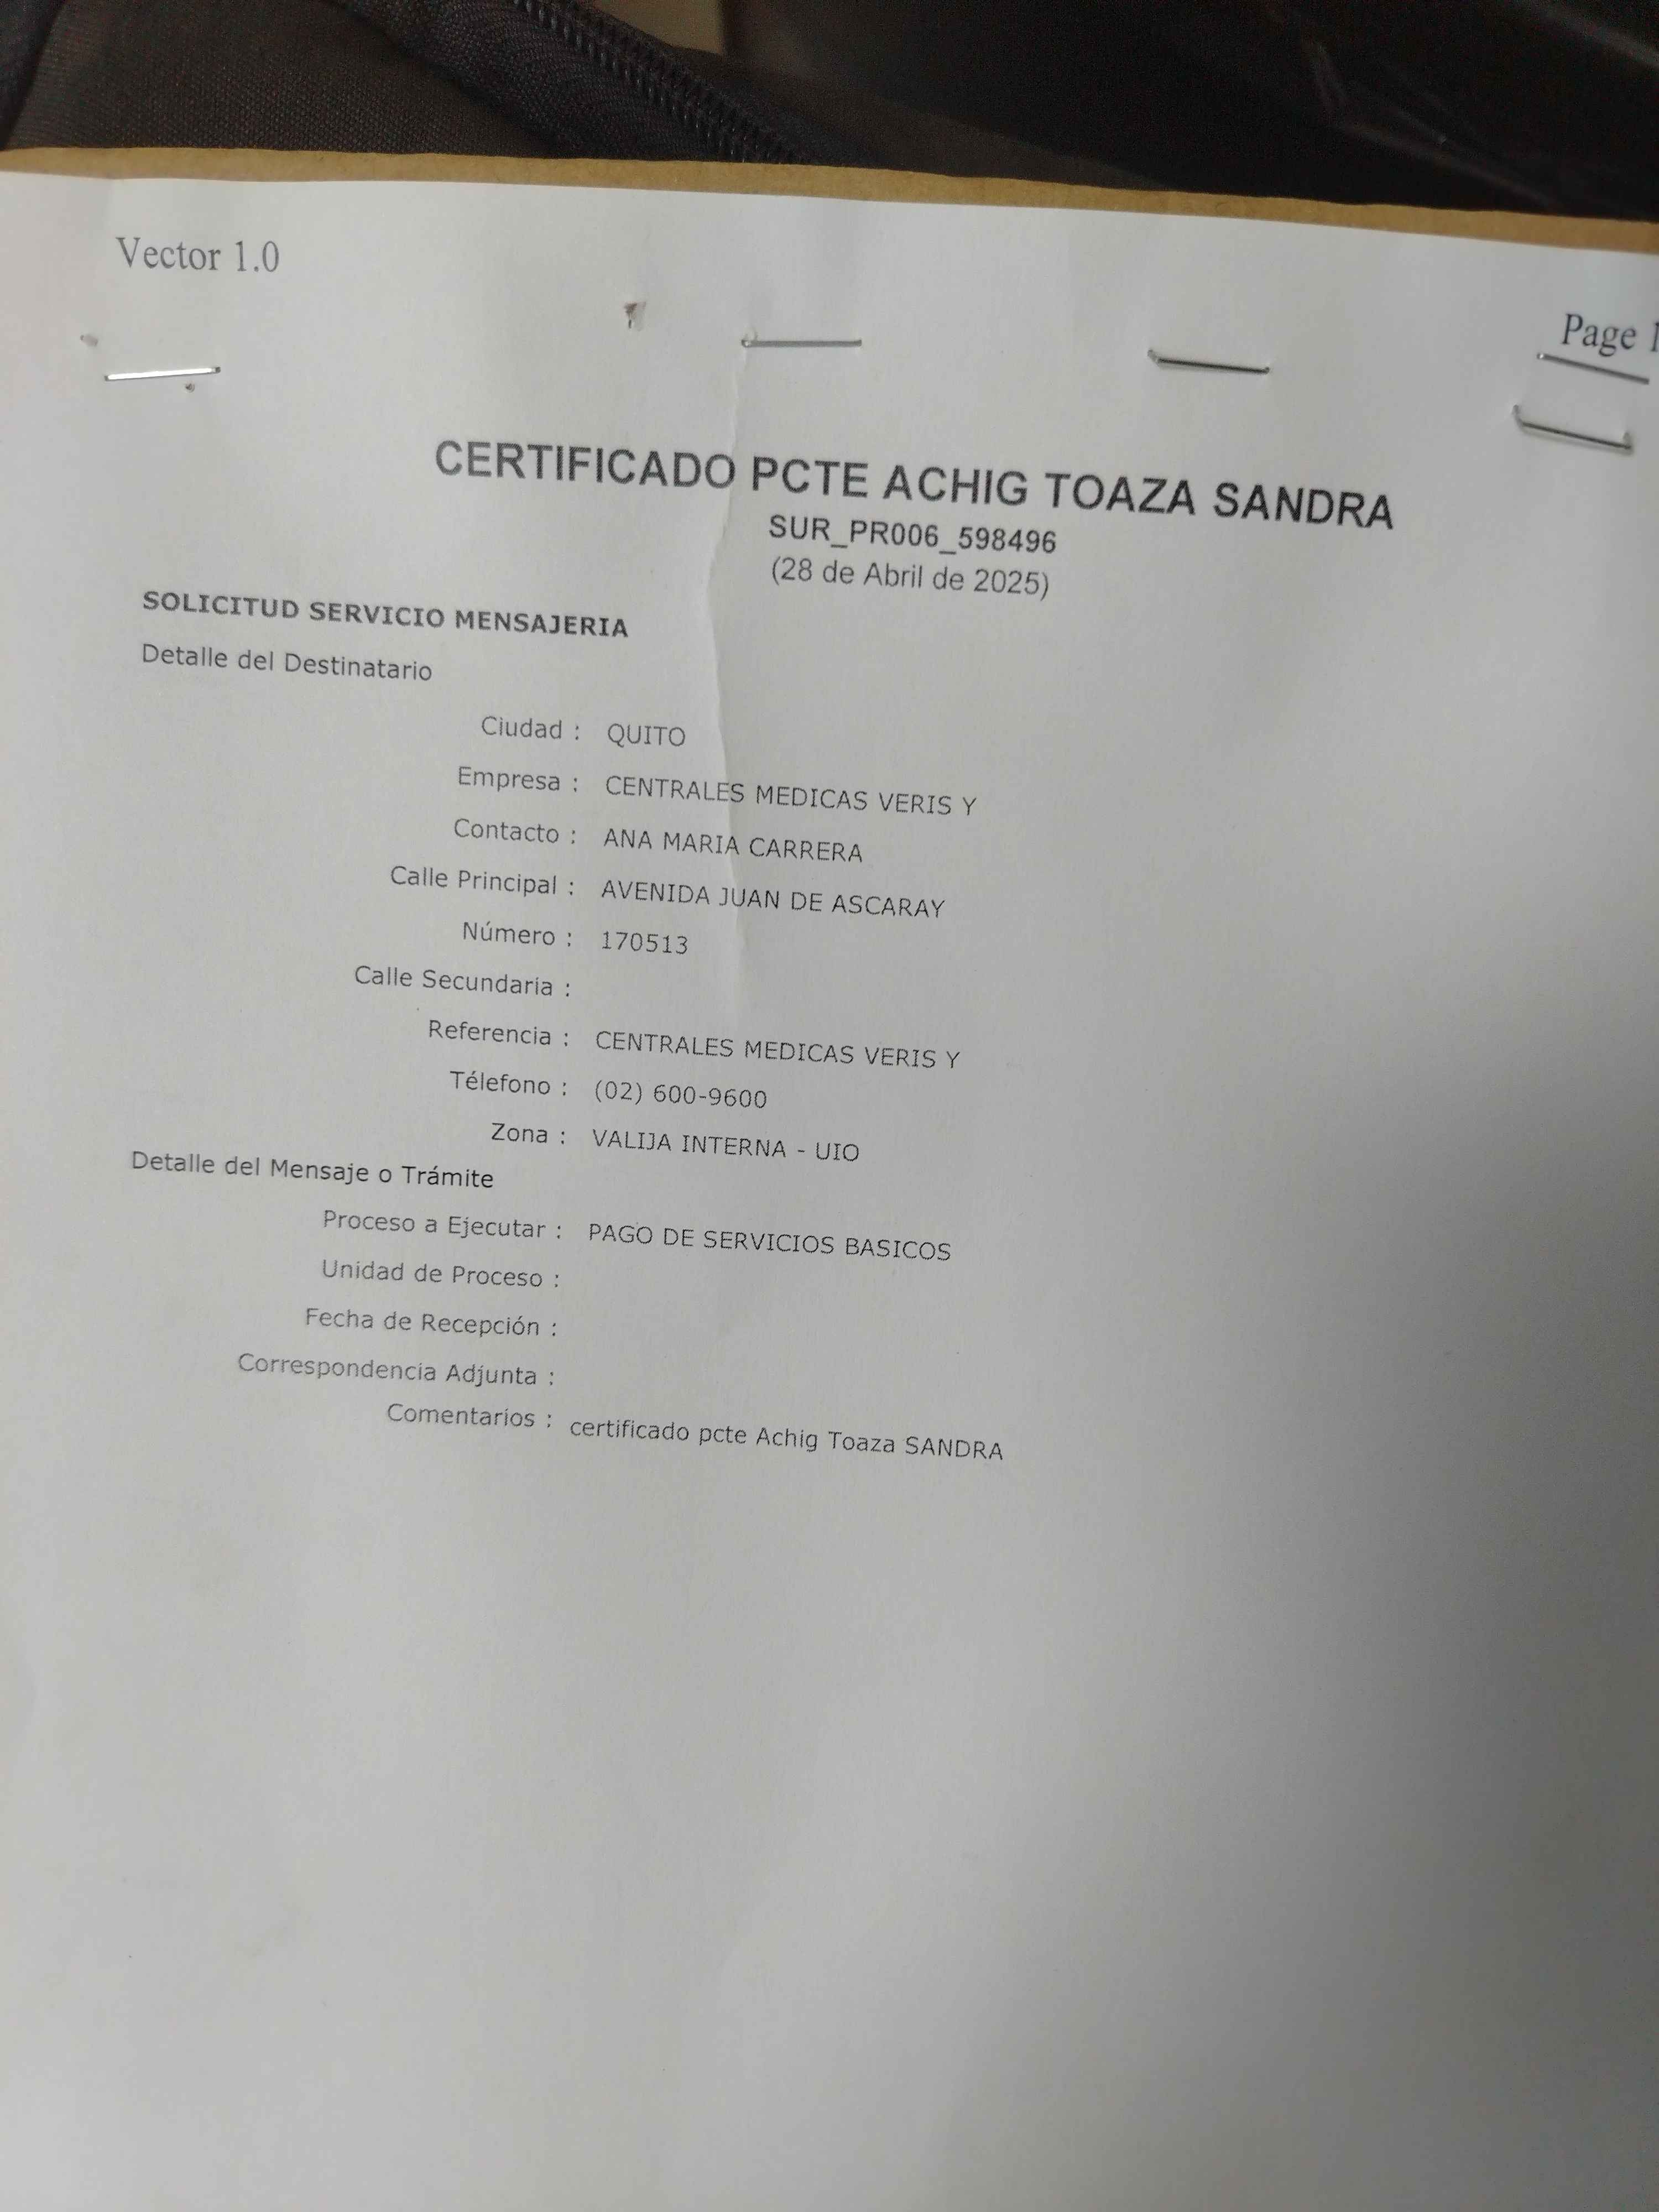 Vector 1.0
Page 1
CERTIFICADO PCTE ACHIG TOAZA SANDRA
SUR_PR006_598496
(28 de Abril de 2025)
SOLICITUD SERVICIO MENSAJERIA
Detalle del Destinatario
Ciudad : QUITO
Empresa : CENTRALES MEDICAS VERIS Y
Contacto : ANA MARIA CARRERA
Calle Principal : AVENIDA JUAN DE ASCARAY
Número : 170513
Calle Secundaria :
Referencia : CENTRALES MEDICAS VERIS Y
Télefono : (02) 600-9600
Zona : VALIJA INTERNA - UIO
Detalle del Mensaje o Trámite
Proceso a Ejecutar : PAGO DE SERVICIOS BASICOS
Unidad de Proceso :
Fecha de Recepción :
Correspondencia Adjunta :
Comentarios : certificado pcte Achig Toaza SANDRA